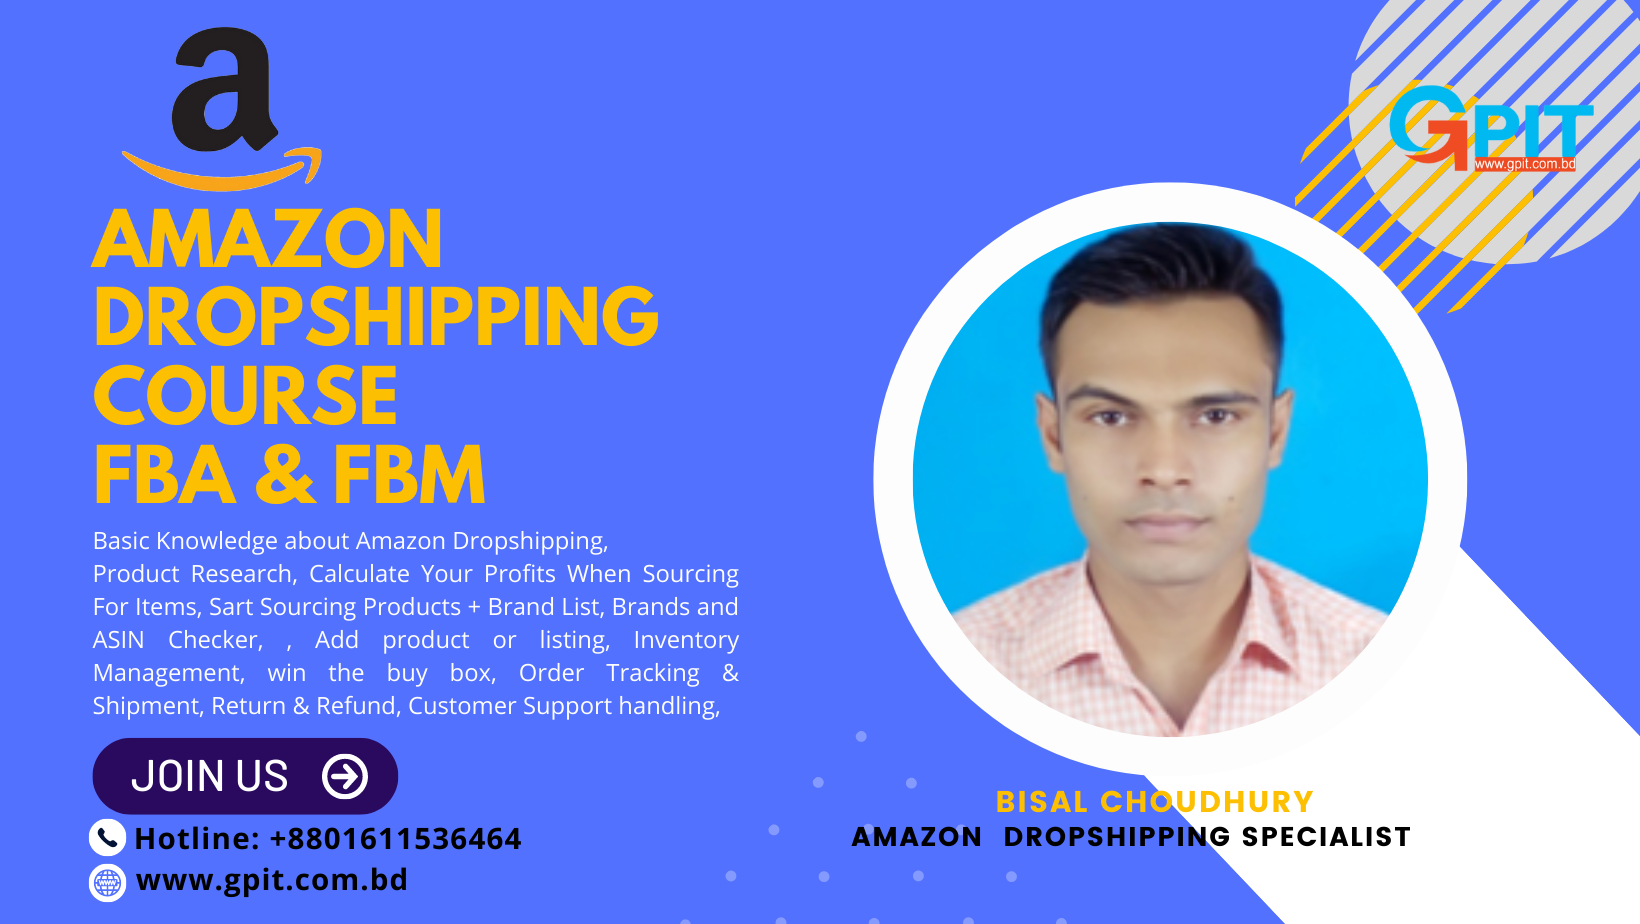 a
AMAZON
DROPSHIPPING
COURSE
FBA & FBM
Basic Knowledge about Amazon Dropshipping,
Product Research, Calculate Your Profits When Sourcing
For Items, Sart Sourcing Products + Brand List, Brands and
ASIN Checker, , Add product or listing, Inventory
Management, win the buy box, Order Tracking &
Shipment, Return & Refund, Customer Support handling,
JOIN US
Hotline: +8801611536464
www
www.gpit.com.bd
GPIT
www.gpit.com.bd
BISAL CHOUDHURY
AMAZON DROPSHIPPING SPECIALIST